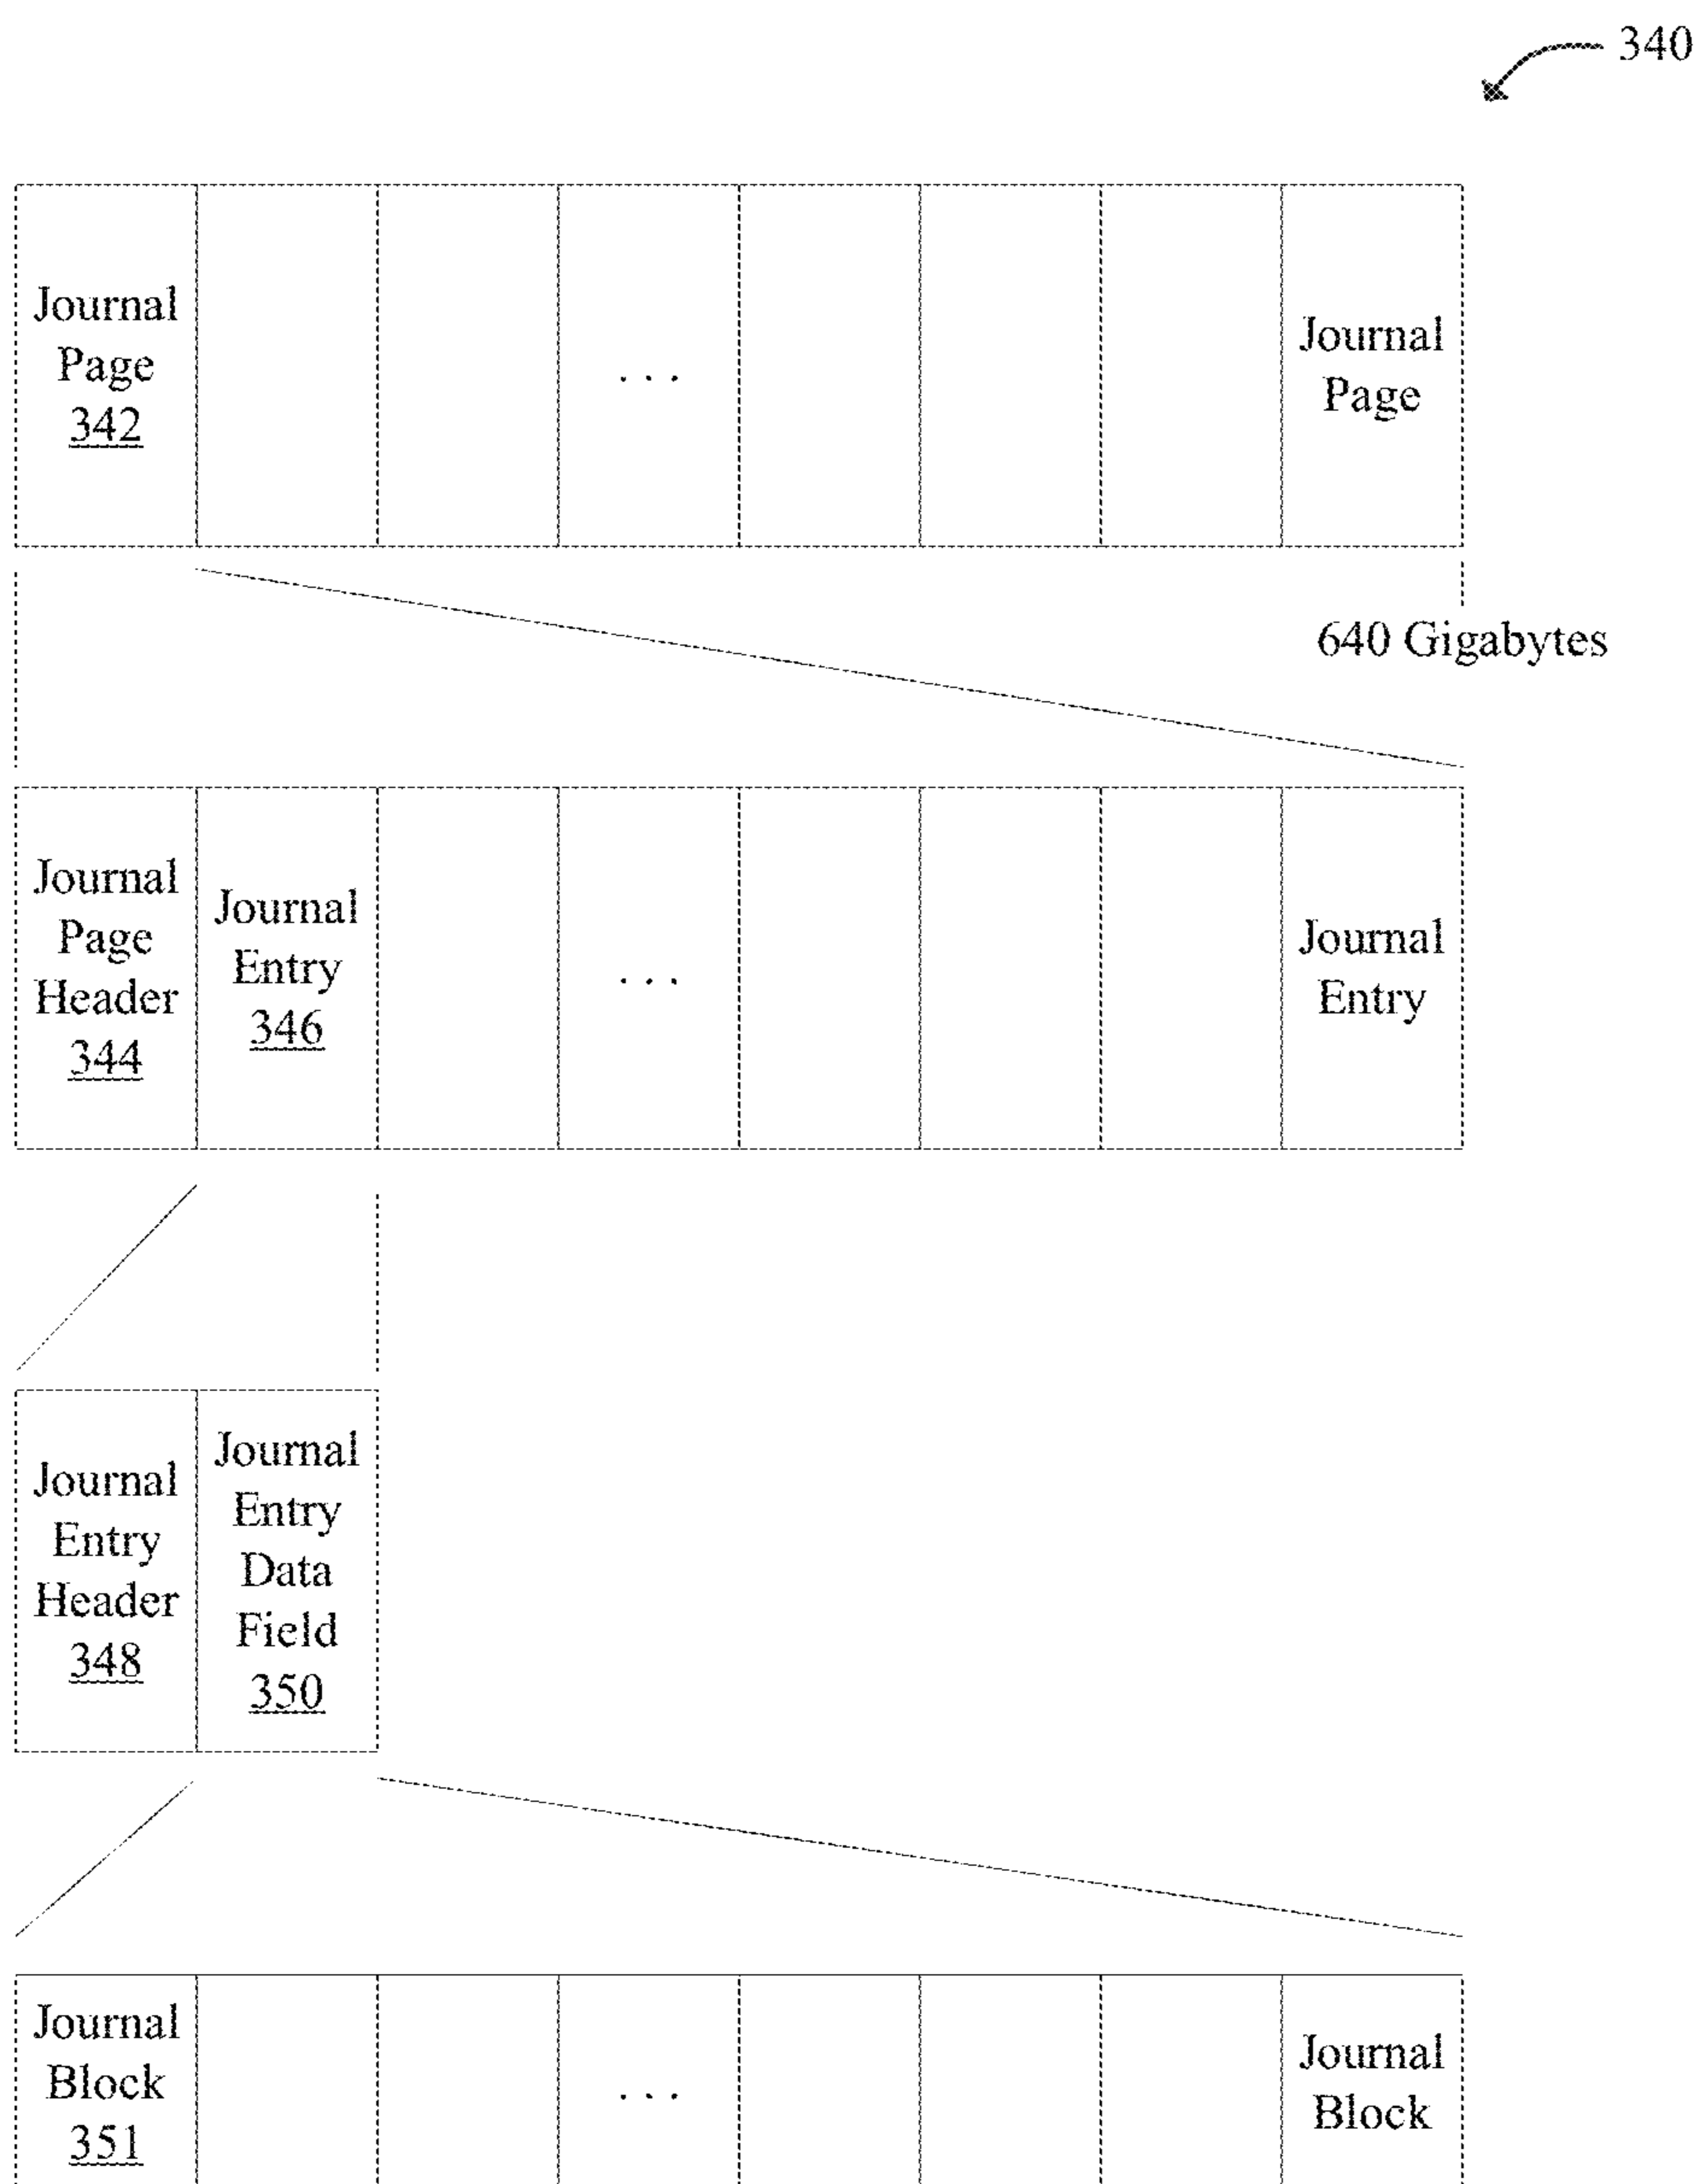 340
Journal
Page
342
...
Journal
Page
640 Gigabytes
Journal
Page
Header
344
Journal
Entry
346
...
Journal
Entry
Journal
Entry
Header
348
Journal
Entry
Data
Field
350
Journal
Block
351
...
Journal
Block